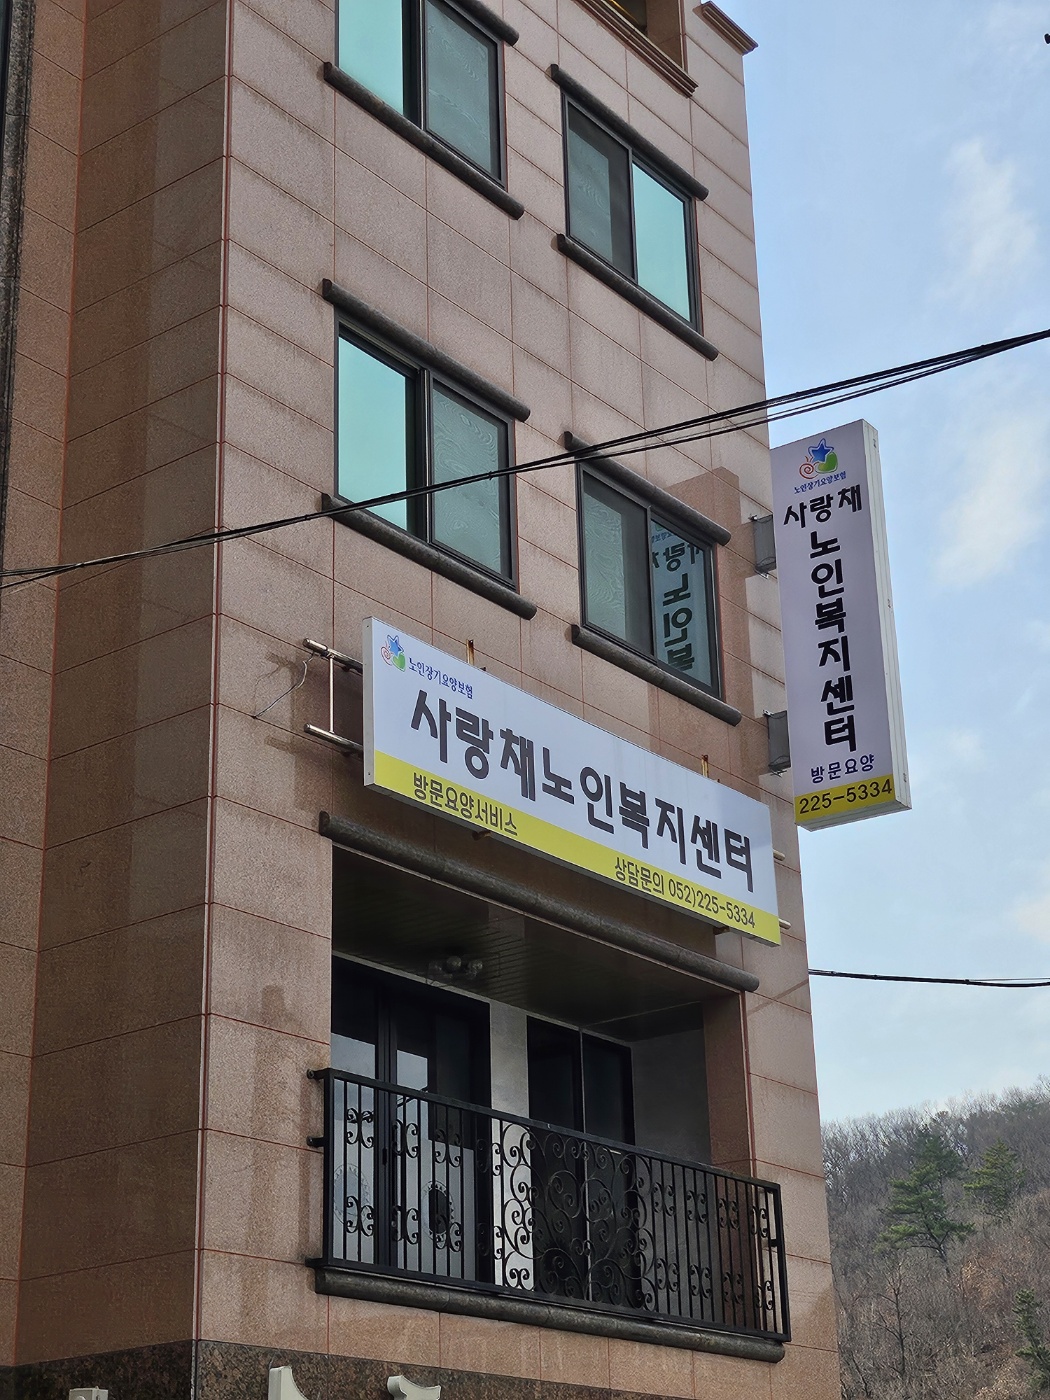 노인장기요양보험
사랑채노인복지센터
방문요양서비스
상담문의 052)225-5334
노인장기요양보험
사랑채
노인복지센터
방문요양
225-5334